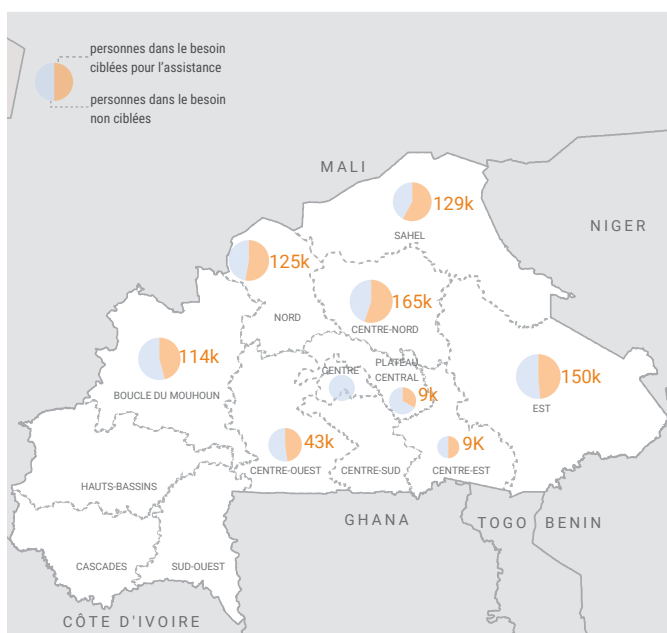 personnes dans le besoin
ciblées pour l'assistance
personnes dans le besoin
non ciblées
MALI
129k
SAHEL
NIGER
125k
NORD
165k
CENTRE-NORD
114k
BOUCLE DU MOUHOUN
CENTRE
PLATEAU
CENTRAL
9k
150k
EST
43k
CENTRE-OUEST
CENTRE-SUD
9K
CENTRE-EST
HAUTS-BASSINS
GHANA
TOGO
BENIN
CASCADES
SUD-OUEST
CÔTE D'IVOIRE